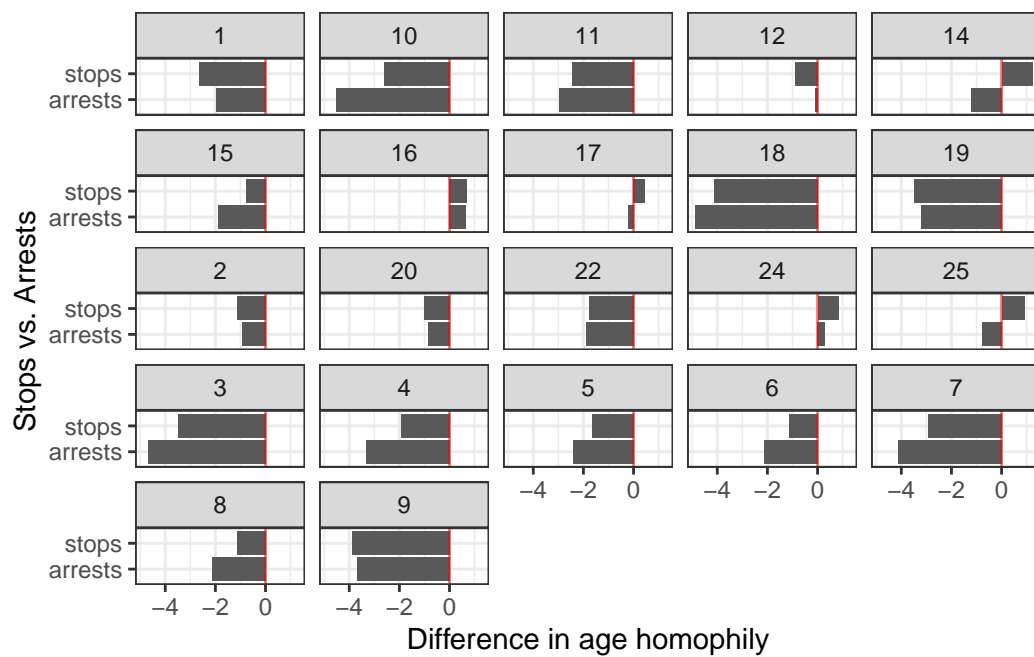 1 10 11 12 14
stops
arrests
15 16 17 18 19
stops
arrests
2 20 22 24 25
stops
arrests
3 4 5 6 7
stops
arrests
−4 −2 0 −4 −2 0 −4 −2 0
8 9
stops
arrests
−4 −2 0 −4 −2 0
Difference in age homophily
Stops vs. Arrests